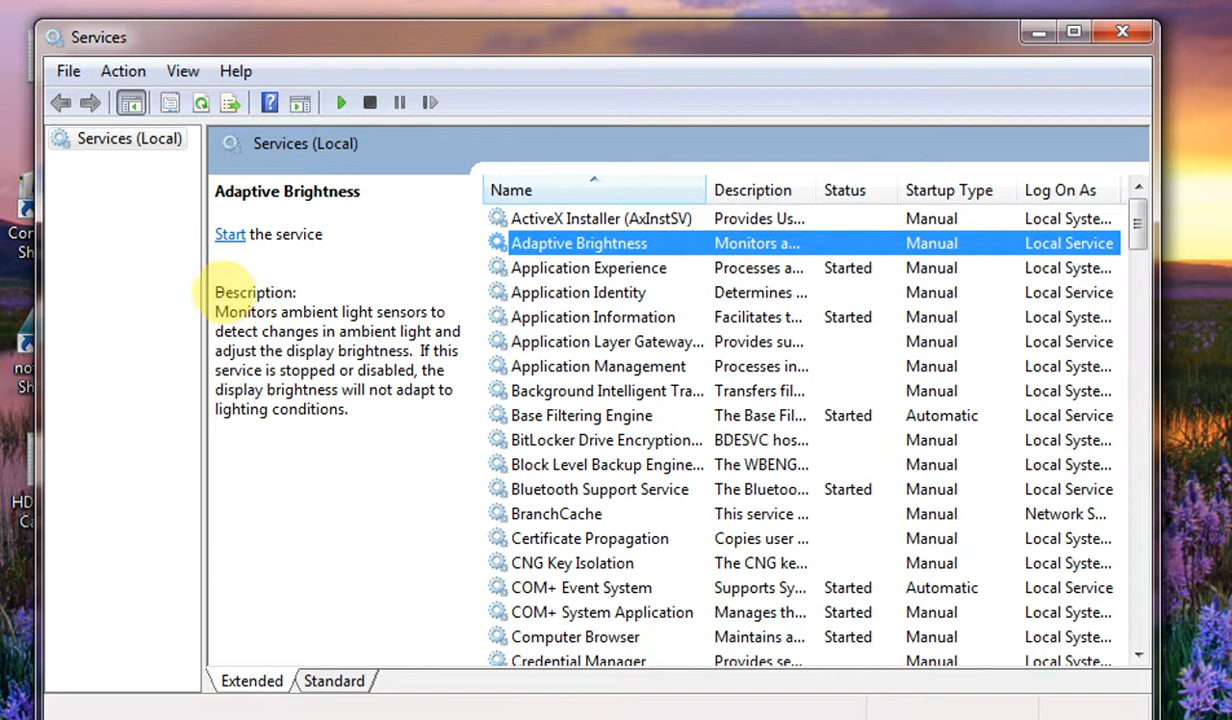 Services
File Action View Help
Services (Local)
Services (Local)
Adaptive Brightness
Start the service
Description:
Monitors ambient light sensors to
detect changes in ambient light and
adjust the display brightness. If this
service is stopped or disabled, the
display brightness will not adapt to
lighting conditions.
Name Description Status Startup Type Log On As
ActiveX Installer (AxInstSV) Provides Us... Manual Local Syste...
Adaptive Brightness Monitors a... Manual Local Service
Application Experience Processes a... Started Manual Local Syste...
Application Identity Determines ... Manual Local Service
Application Information Facilitates t... Started Manual Local Syste...
Application Layer Gateway... Provides su... Manual Local Service
Application Management Processes in... Manual Local Syste...
Background Intelligent Tra... Transfers fil... Manual Local Syste...
Base Filtering Engine The Base Fil... Started Automatic Local Service
BitLocker Drive Encryption... BDESVC hos... Manual Local Syste...
Block Level Backup Engine... The WBENG... Manual Local Syste...
Bluetooth Support Service The Bluetoo... Started Manual Local Service
BranchCache This service ... Manual Network S...
Certificate Propagation Copies user ... Manual Local Syste...
CNG Key Isolation The CNG ke... Manual Local Syste...
COM+ Event System Supports Sy... Started Automatic Local Service
COM+ System Application Manages th... Started Manual Local Syste...
Computer Browser Maintains a... Started Manual Local Syste...
Credential Manager Provides se... Manual Local Syste...
Extended Standard